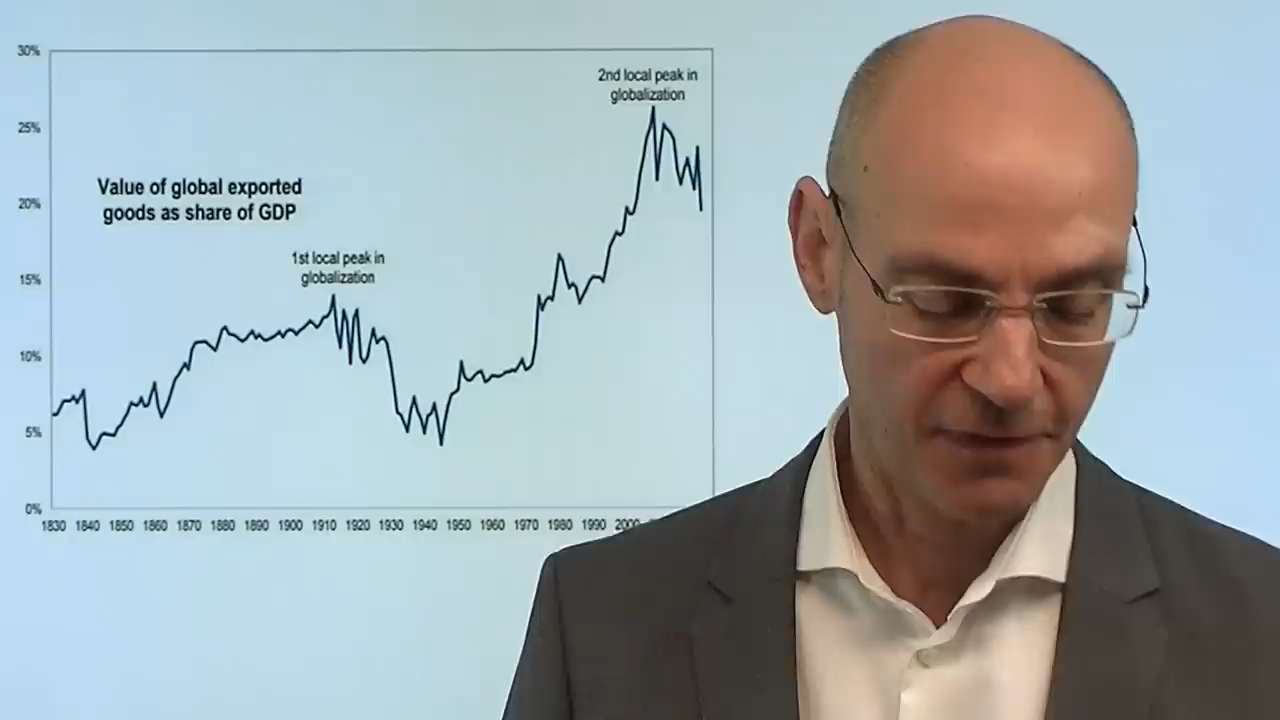 30%
2nd local peak in
globalization
25%
Value of global exported
goods as share of GDP
20%
1st local peak in
globalization
15%
10%
5%
0%
1830 1840 1850 1860 1870 1880 1890 1900 1910 1920 1930 1940 1950 1960 1970 1980 1990 2000